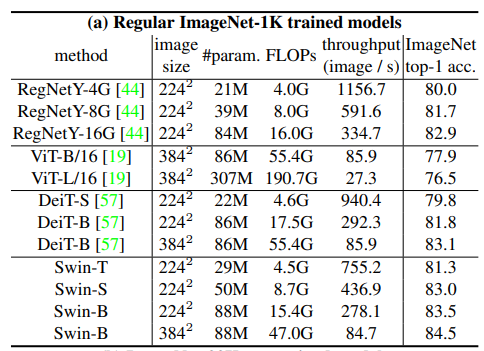 (a) Regular ImageNet-1K trained models
method image size #param. FLOPs throughput (image / s) ImageNet top-1 acc.
RegNetY-4G [44] 224² 21M 4.0G 1156.7 80.0
RegNetY-8G [44] 224² 39M 8.0G 591.6 81.7
RegNetY-16G [44] 224² 84M 16.0G 334.7 82.9
ViT-B/16 [19] 384² 86M 55.4G 85.9 77.9
ViT-L/16 [19] 384² 307M 190.7G 27.3 76.5
DeiT-S [57] 224² 22M 4.6G 940.4 79.8
DeiT-B [57] 224² 86M 17.5G 292.3 81.8
DeiT-B [57] 384² 86M 55.4G 85.9 83.1
Swin-T 224² 29M 4.5G 755.2 81.3
Swin-S 224² 50M 8.7G 436.9 83.0
Swin-B 224² 88M 15.4G 278.1 83.5
Swin-B 384² 88M 47.0G 84.7 84.5